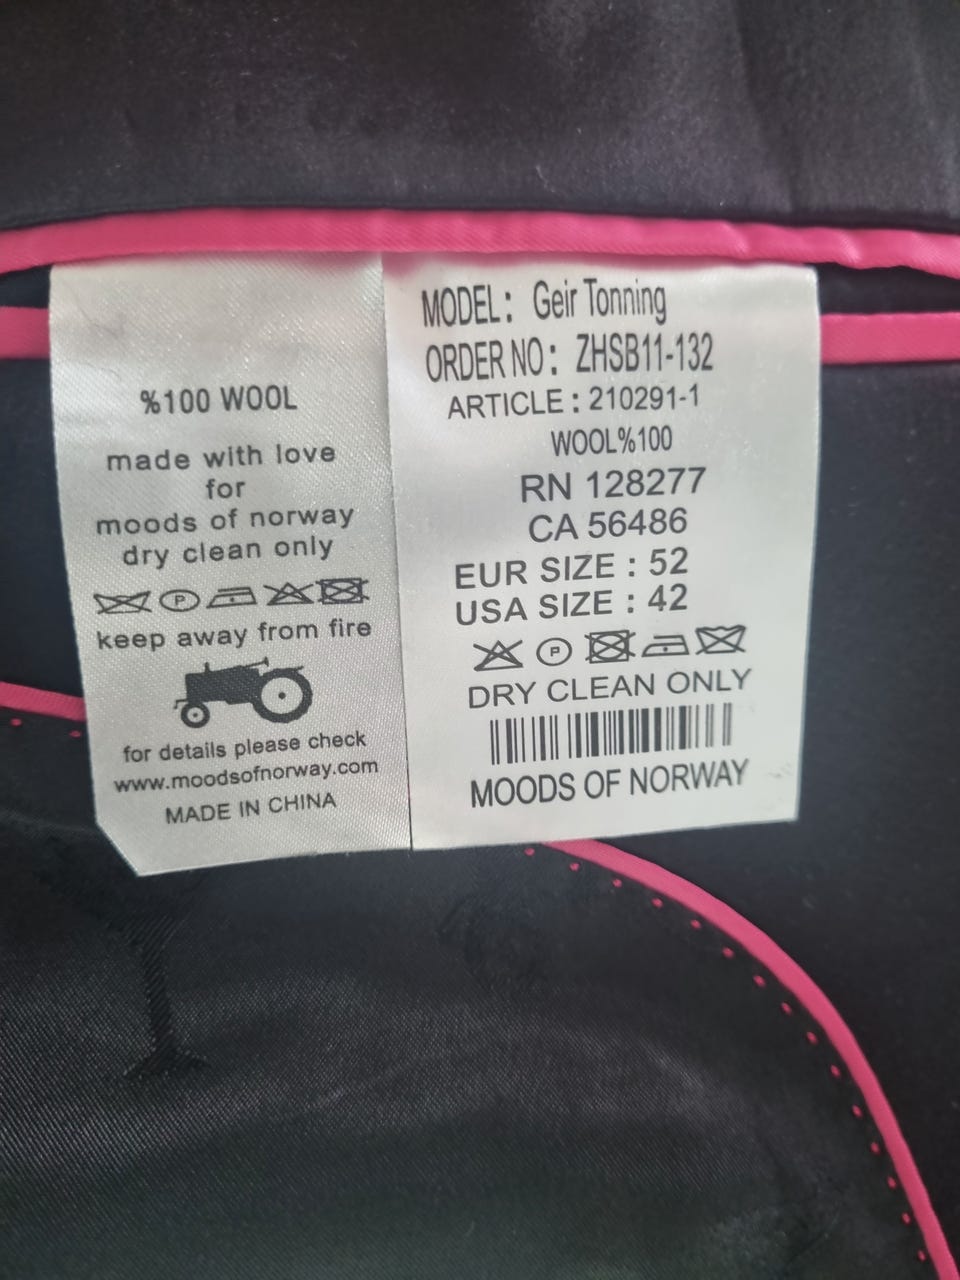 %100 WOOL
made with love
for
moods of norway
dry clean only
P
keep away from fire
for details please check
www.moodsofnorway.com
MADE IN CHINA
MODEL: Geir Tonning
ORDER NO: ZHSB11-132
ARTICLE : 210291-1
WOOL%100
RN 128277
CA 56486
EUR SIZE : 52
USA SIZE : 42
P
DRY CLEAN ONLY
MOODS OF NORWAY